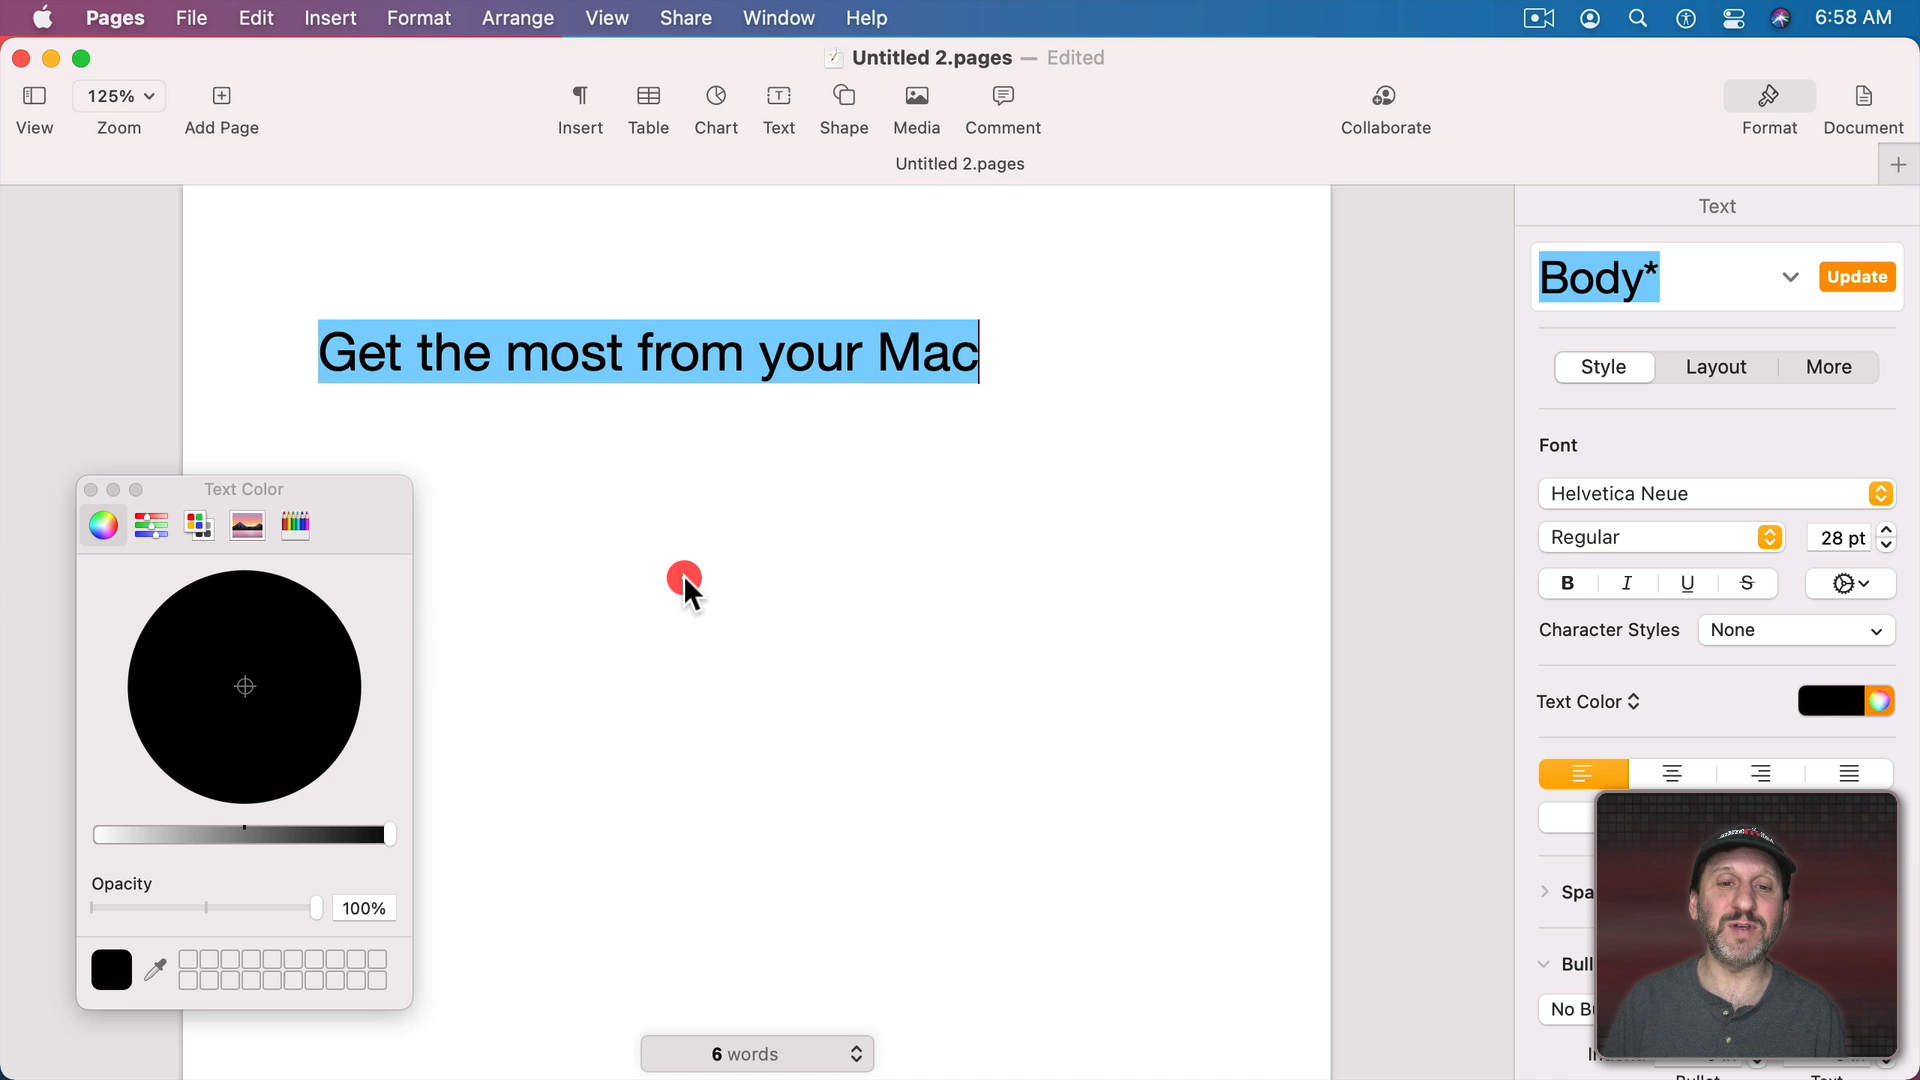 Pages File Edit Insert Format Arrange View Share Window Help 6:58 AM
Untitled 2.pages — Edited
125%
View Zoom Add Page Insert Table Chart Text Shape Media Comment Collaborate Format Document
Untitled 2.pages
Text
Body* Update
Get the most from your Mac
Style Layout More
Font
Helvetica Neue
Regular 28 pt
B I U S
Character Styles None
Text Color
Text Color
Opacity
100%
Spa
Bull
No B
6 words